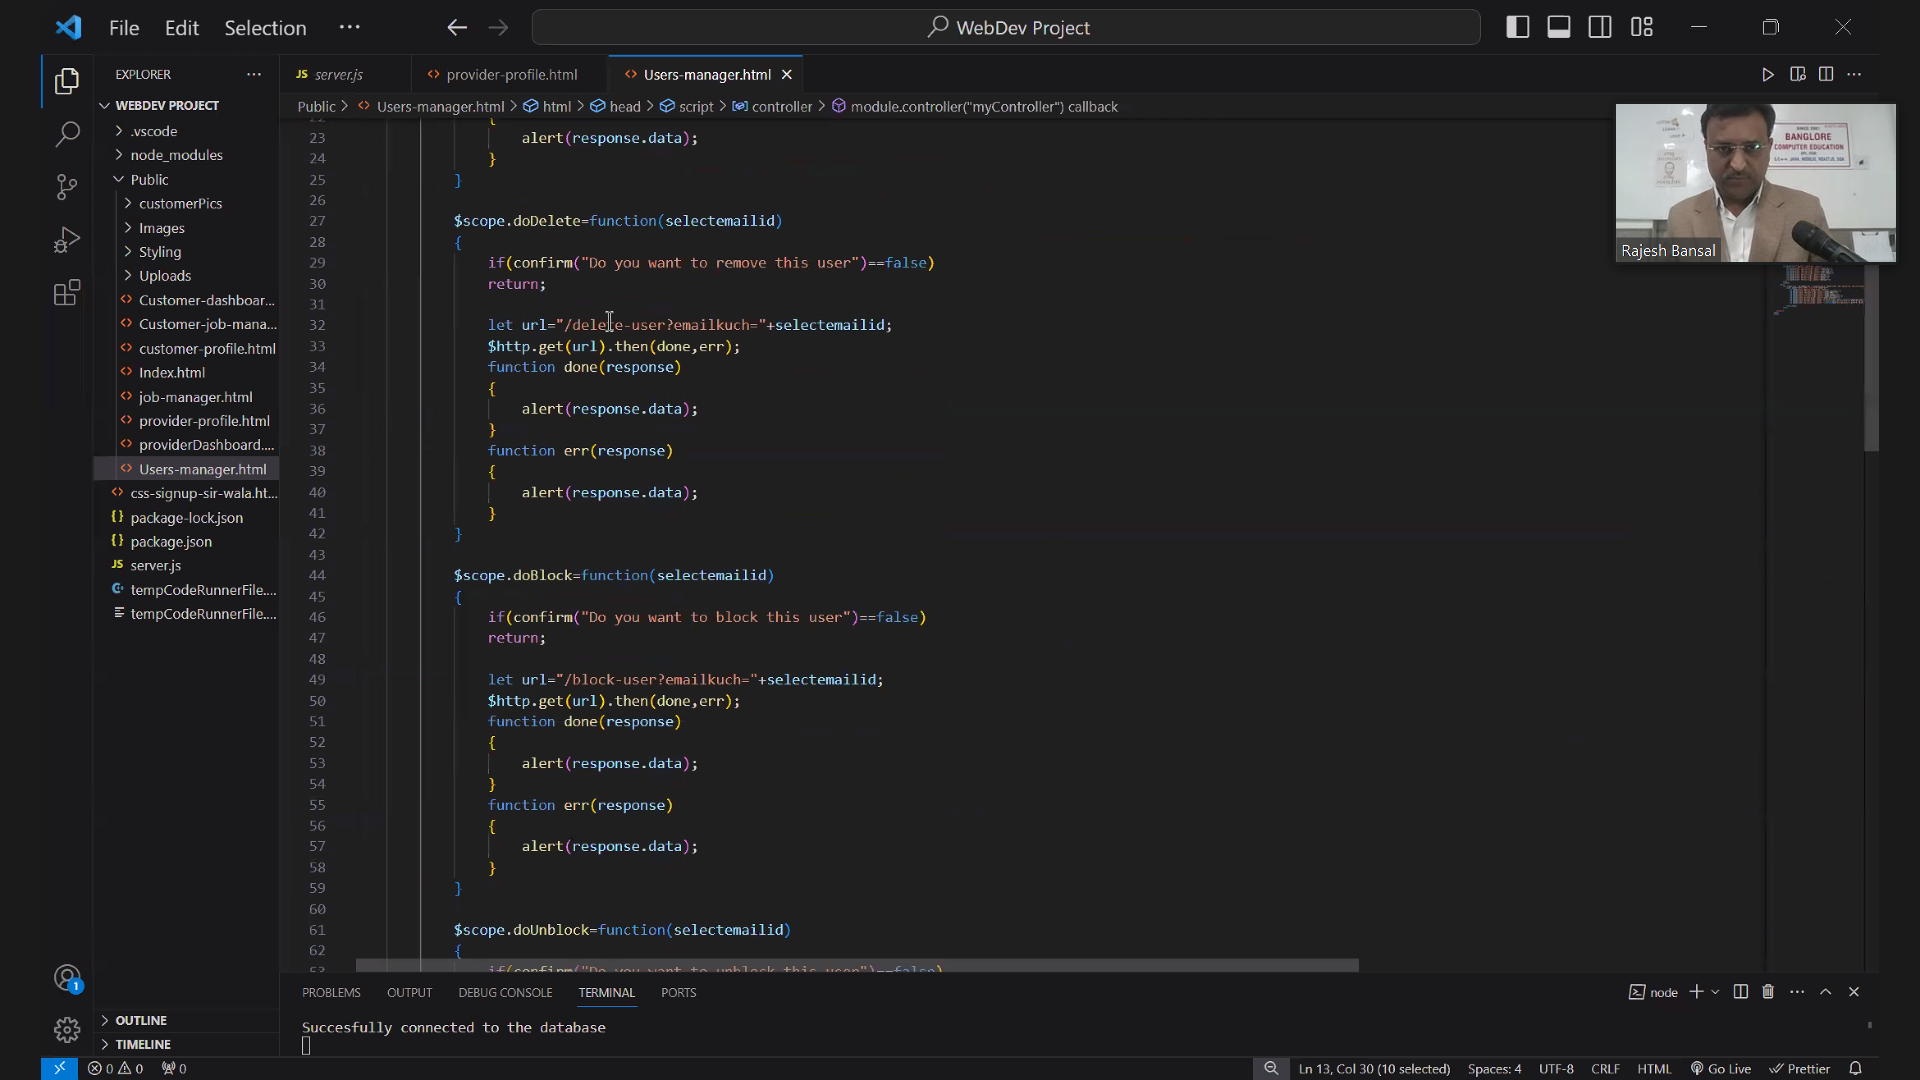 File Edit Selection ···
WebDev Project
EXPLORER
server.js
provider-profile.html
Users-manager.html
Public > Users-manager.html > html > head > script > controller > module.controller("myController") callback
WEBDEV PROJECT
.vscode
node_modules
Public
customerPics
Images
Styling
Uploads
Customer-dashboar...
Customer-job-mana...
customer-profile.html
Index.html
job-manager.html
provider-profile.html
providerDashboard....
Users-manager.html
css-signup-sir-wala.ht...
package-lock.json
package.json
server.js
tempCodeRunnerFile....
tempCodeRunnerFile....
OUTLINE
TIMELINE
22 {
23 alert(response.data);
24 }
25 }
26
27 $scope.doDelete=function(selectemailid)
28 {
29 if(confirm("Do you want to remove this user")==false)
30 return;
31
32 let url="/delete-user?emailkuch="+selectemailid;
33 $http.get(url).then(done,err);
34 function done(response)
35 {
36 alert(response.data);
37 }
38 function err(response)
39 {
40 alert(response.data);
41 }
42 }
43
44 $scope.doBlock=function(selectemailid)
45 {
46 if(confirm("Do you want to block this user")==false)
47 return;
48
49 let url="/block-user?emailkuch="+selectemailid;
50 $http.get(url).then(done,err);
51 function done(response)
52 {
53 alert(response.data);
54 }
55 function err(response)
56 {
57 alert(response.data);
58 }
59 }
60
61 $scope.doUnblock=function(selectemailid)
62 {
63 if(confirm("Do you want to unblock this user")==false)
BANGLORE
COMPUTER EDUCATION
Rajesh Bansal
PROBLEMS OUTPUT DEBUG CONSOLE TERMINAL PORTS
node
Succesfully connected to the database
1
0 0 0
Ln 13, Col 30 (10 selected) Spaces: 4 UTF-8 CRLF HTML Go Live Prettier